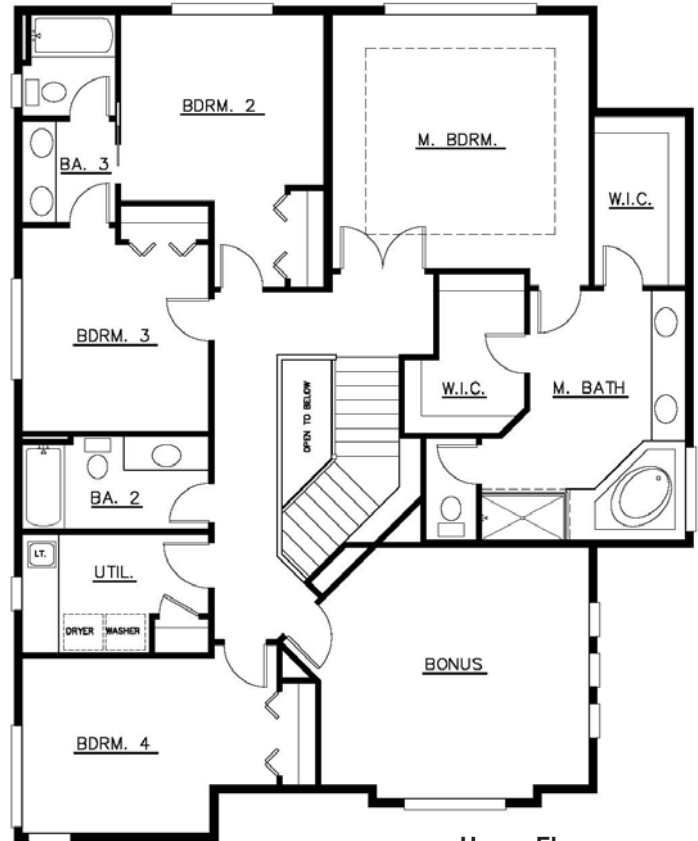 BDRM. 2
M. BDRM.
BA. 3
W.I.C.
BDRM. 3
OPEN TO BELOW
W.I.C.
M. BATH
BA. 2
LT.
UTIL.
DRYER
WASHER
BONUS
BDRM. 4